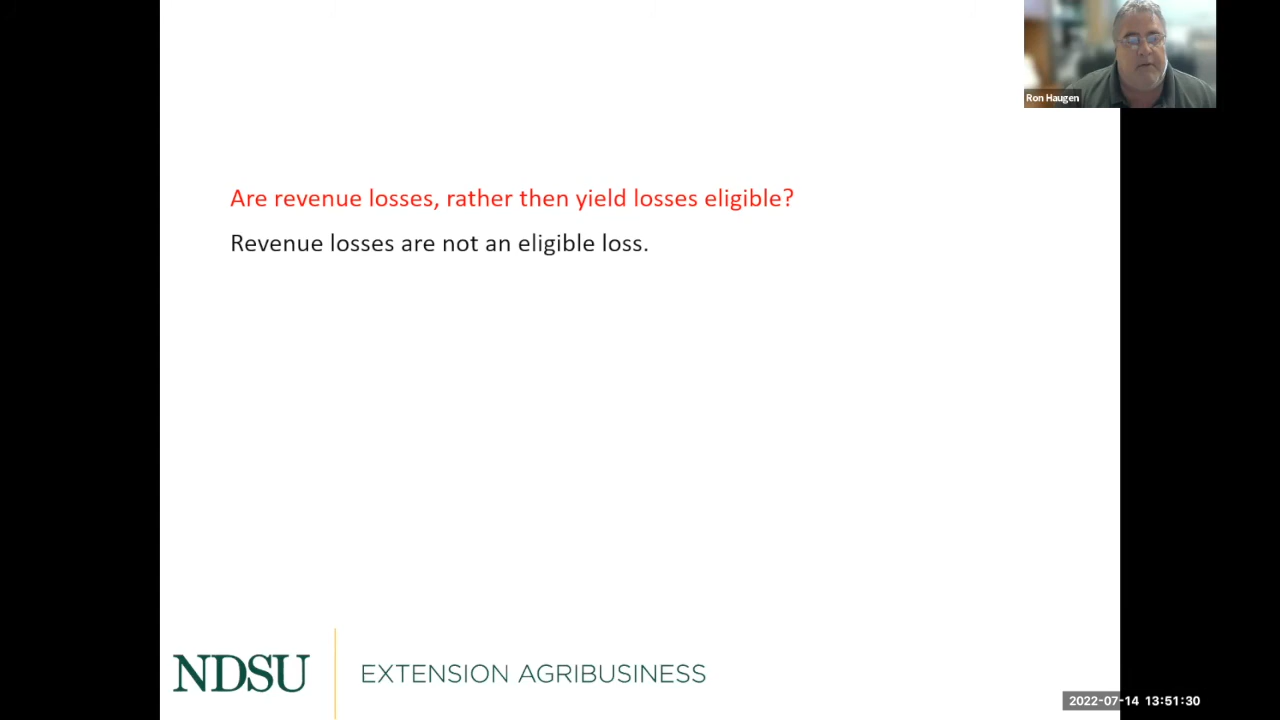 Ron Haugen
Are revenue losses, rather then yield losses eligible?
Revenue losses are not an eligible loss.
NDSU
EXTENSION AGRIBUSINESS
2022-07-14 13:51:30